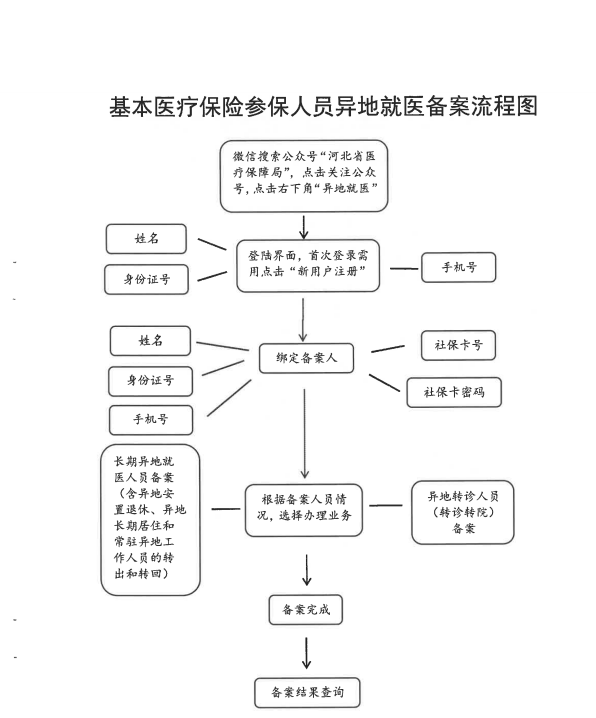 基本医疗保险参保人员异地就医备案流程图
微信搜索公众号“河北省医
疗保障局”，点击关注公众
号，点击右下角“异地就医”
姓名
身份证号
登陆界面，首次登录需
用点击“新用户注册”
手机号
姓名
身份证号
手机号
绑定备案人
社保卡号
社保卡密码
长期异地就
医人员备案
（含异地安
置退休、异地
长期居住和
常驻异地工
作人员的转
出和转回）
根据备案人员情
况，选择办理业务
异地转诊人员
（转诊转院）
备案
备案完成
备案结果查询